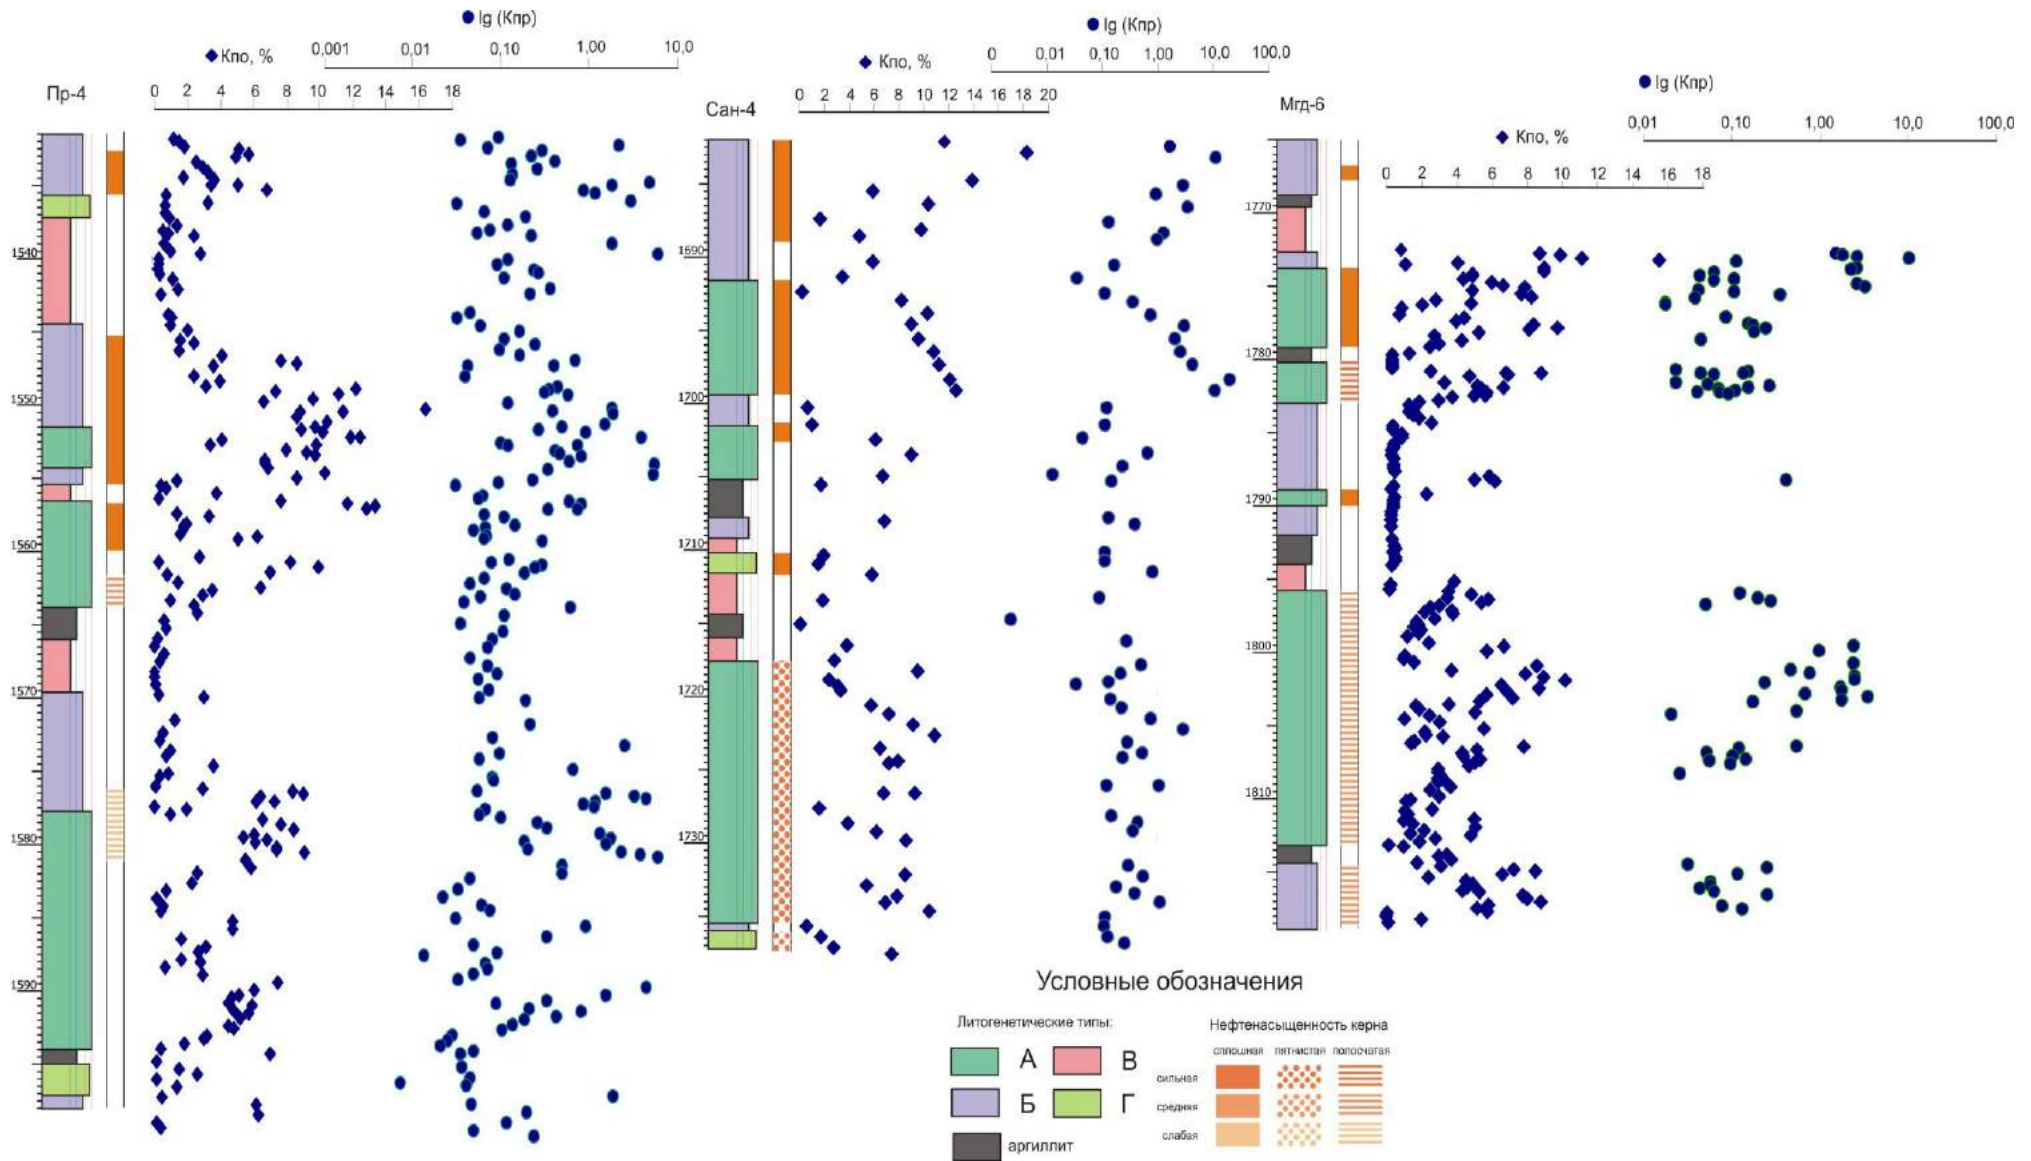 Пр-4
◆ Кпо, %
0 2 4 6 8 10 12 14 16 18
● lg (Кпр)
0,001 0,01 0,10 1,00 10,0
1540
1550
1560
1570
1580
1590
Сан-4
◆ Кпо, %
0 2 4 6 8 10 12 14 16 18 20
● lg (Кпр)
0 0,01 0,10 1,00 10,0 100,0
1690
1700
1710
1720
1730
Мгд-6
◆ Кпо, %
0 2 4 6 8 10 12 14 16 18
● lg (Кпр)
0,01 0,10 1,00 10,0 100,0
1770
1780
1790
1800
1810
Условные обозначения
Литогенетические типы:
А
В
Б
Г
аргиллит
Нефтенасыщенность керна
сплошная пятнистая полосчатая
сильная
средняя
слабая